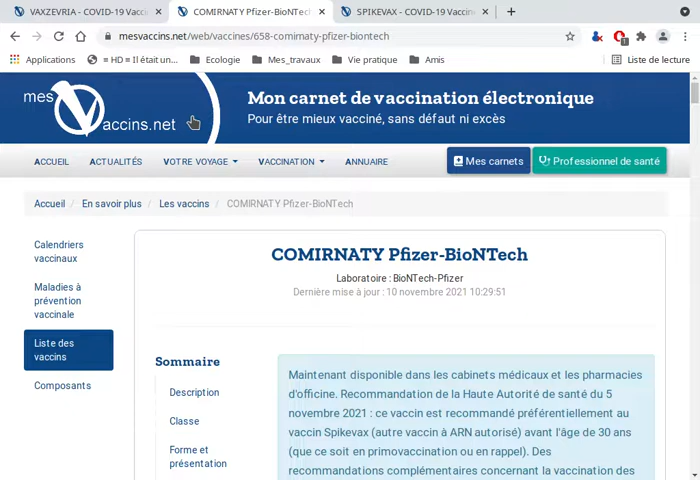 VAXZEVRIA - COVID-19 Vacci
COMIRNATY Pfizer-BioNTech
SPIKEVAX - COVID-19 Vaccin
mesvaccins.net/web/vaccines/658-comirnaty-pfizer-biontech
Applications
= HD = Il était un...
Ecologie
Mes_travaux
Vie pratique
Amis
Liste de lecture
mes
Vaccins.net
Mon carnet de vaccination électronique
Pour être mieux vacciné, sans défaut ni excès
ACCUEIL
ACTUALITÉS
VOTRE VOYAGE
VACCINATION
ANNUAIRE
Mes carnets
Professionnel de santé
Accueil / En savoir plus / Les vaccins / COMIRNATY Pfizer-BioNTech
Calendriers
vaccinaux
Maladies à
prévention
vaccinale
Liste des
vaccins
Composants
COMIRNATY Pfizer-BioNTech
Laboratoire : BioNTech-Pfizer
Dernière mise à jour : 10 novembre 2021 10:29:51
Sommaire
Description
Classe
Forme et
présentation
Maintenant disponible dans les cabinets médicaux et les pharmacies
d'officine. Recommandation de la Haute Autorité de santé du 5
novembre 2021 : ce vaccin est recommandé préférentiellement au
vaccin Spikevax (autre vaccin à ARN autorisé) avant l'âge de 30 ans
(que ce soit en primovaccination ou en rappel). Des
recommandations complémentaires concernant la vaccination des